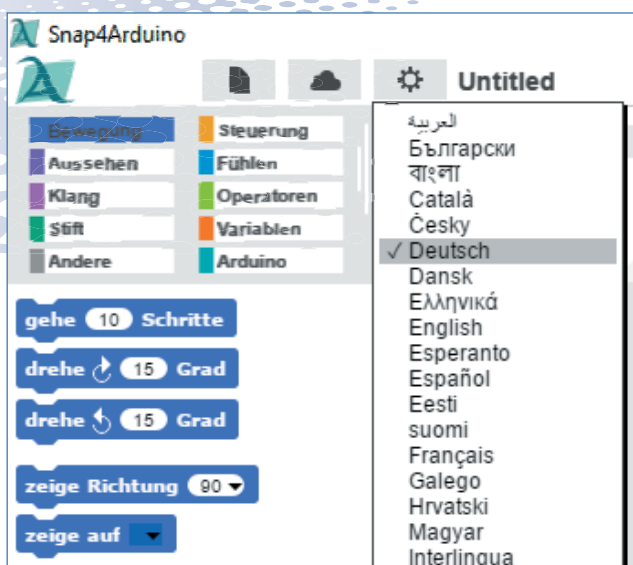 Snap4Arduino
Untitled
Bewegung Steuerung
Aussehen Fühlen
Klang Operatoren
Stift Variablen
Andere Arduino
gehe 10 Schritte
drehe 15 Grad
drehe 15 Grad
zeige Richtung 90
zeige auf
العربية
Български
বাংলা
Català
Česky
✓ Deutsch
Dansk
Ελληνικά
English
Esperanto
Español
Eesti
suomi
Français
Galego
Hrvatski
Magyar
Interlingua